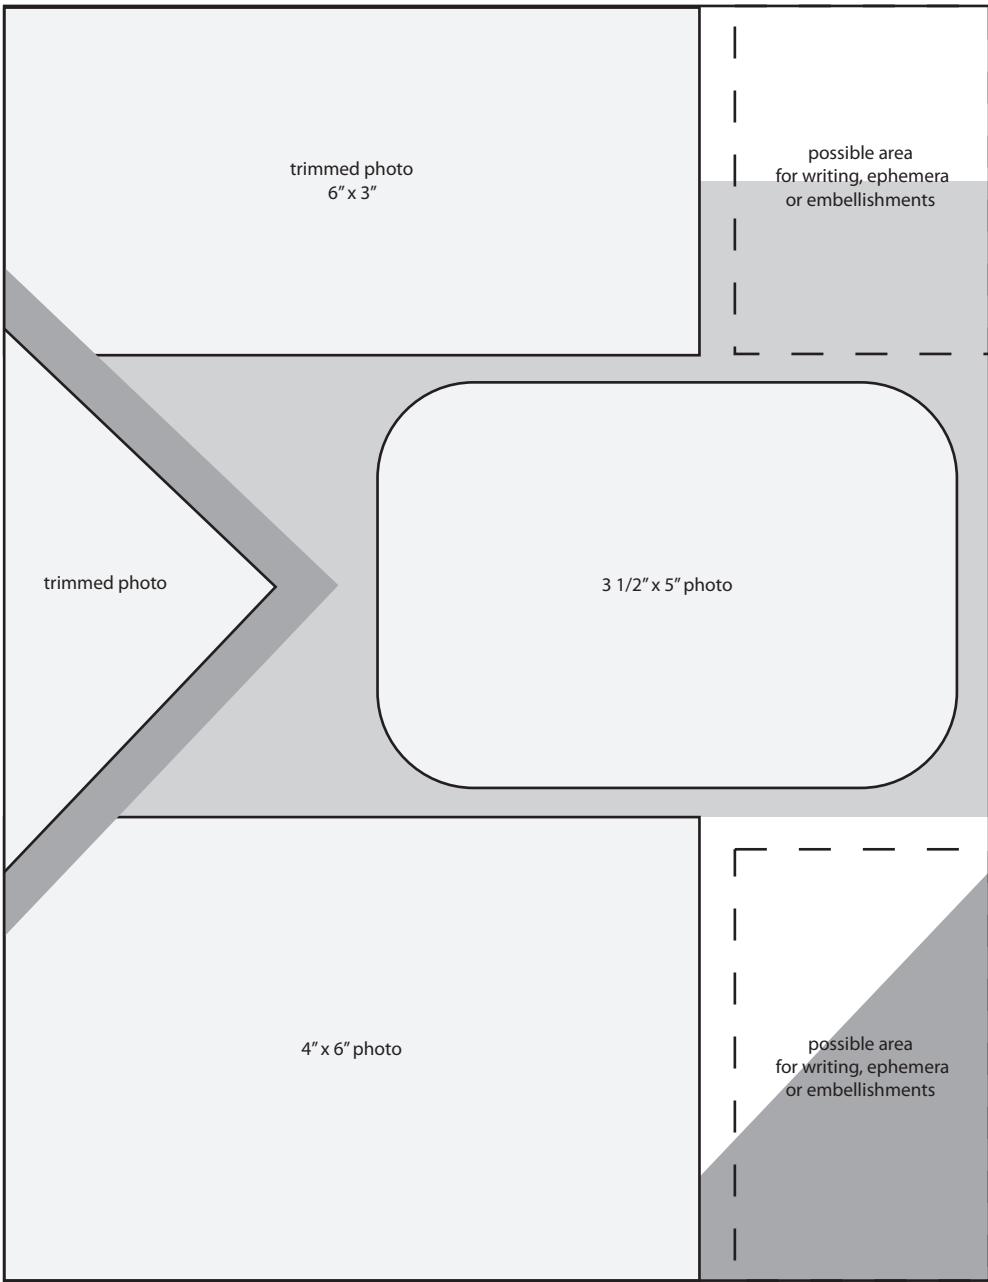 trimmed photo
6” x 3”
possible area
for writing, ephemera
or embellishments
trimmed photo
3 1/2” x 5” photo
4” x 6” photo
possible area
for writing, ephemera
or embellishments